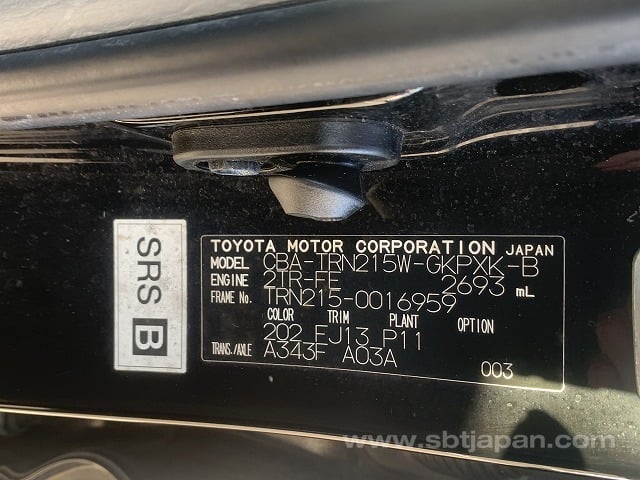 SRS B
TOYOTA MOTOR CORPORATION JAPAN
MODEL CBA-TRN215W-GKPXK-B
ENGINE 2TR-FE 2693 mL
FRAME No. TRN215-0016959
COLOR TRIM PLANT OPTION
202 FJ13 P11
TRANS./AXLE A343F A03A
003
www.sbtjapan.com